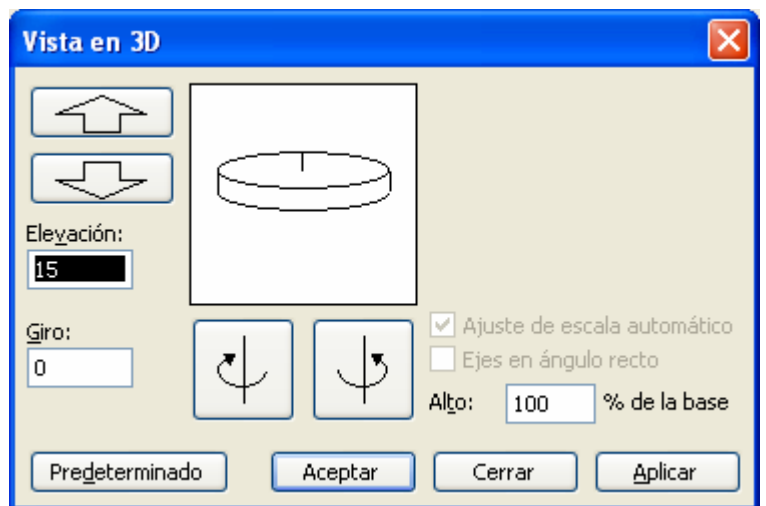 Vista en 3D
Elevación:
15
Giro:
0
Ajuste de escala automático
Ejes en ángulo recto
Alto: 100 % de la base
Predeterminado Aceptar Cerrar Aplicar